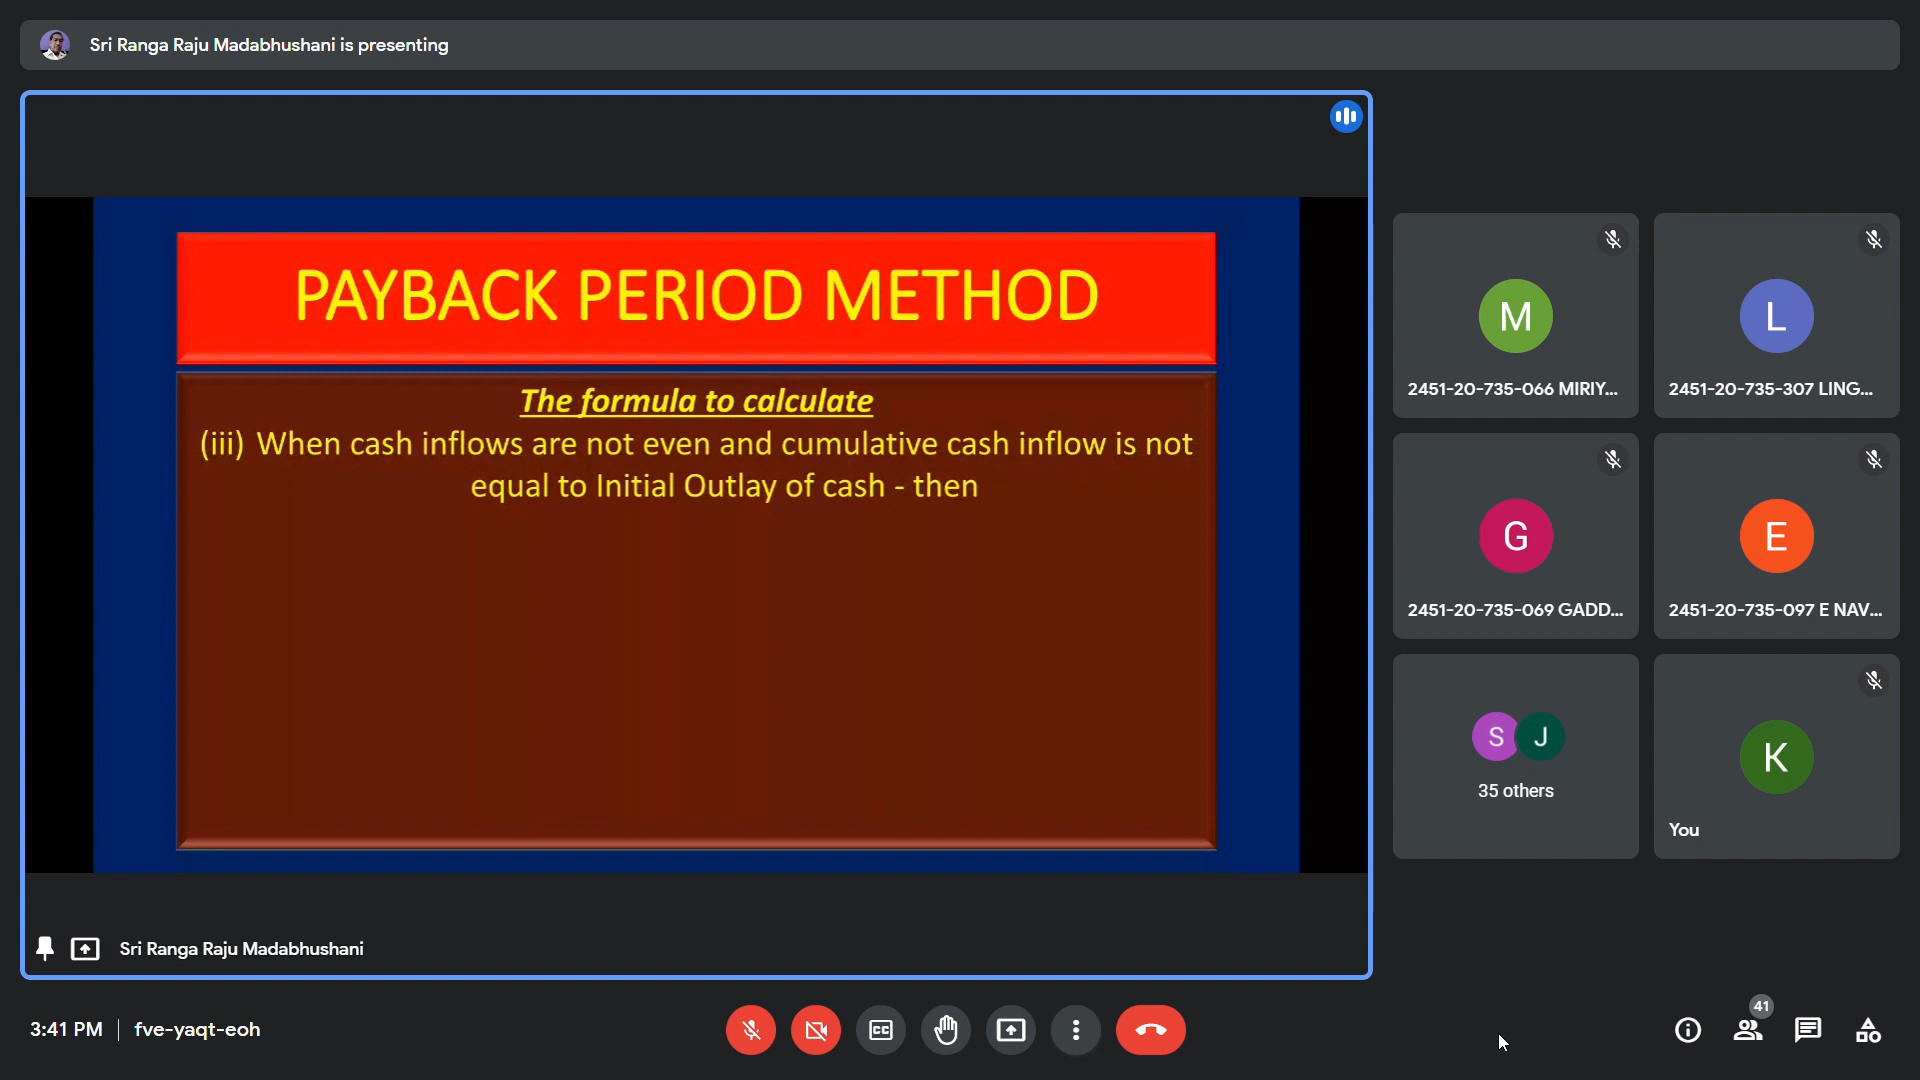 Sri Ranga Raju Madabhushani is presenting
PAYBACK PERIOD METHOD
The formula to calculate
(iii) When cash inflows are not even and cumulative cash inflow is not
equal to Initial Outlay of cash - then
Sri Ranga Raju Madabhushani
M
2451-20-735-066 MIRIY...
L
2451-20-735-307 LING...
G
2451-20-735-069 GADD...
E
2451-20-735-097 E NAV...
S J
35 others
K
You
3:41 PM | fve-yaqt-eoh
CC
41